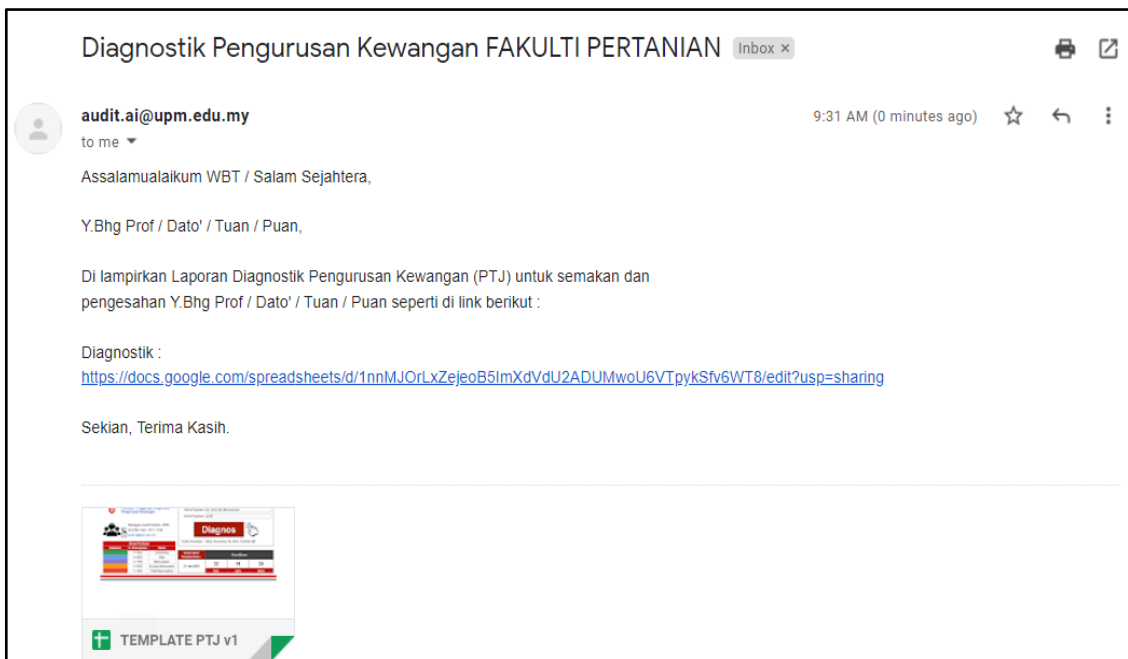 Diagnostik Pengurusan Kewangan FAKULTI PERTANIAN Inbox ×
audit.ai@upm.edu.my 9:31 AM (0 minutes ago)
to me
Assalamualaikum WBT / Salam Sejahtera,
Y.Bhg Prof / Dato' / Tuan / Puan,
Di lampirkan Laporan Diagnostik Pengurusan Kewangan (PTJ) untuk semakan dan
pengesahan Y.Bhg Prof / Dato' / Tuan / Puan seperti di link berikut :
Diagnostik :
https://docs.google.com/spreadsheets/d/1nnMJOrLxZejeoB5ImXdVdU2ADUMwoU6VTpykSfv6WT8/edit?usp=sharing
Sekian, Terima Kasih.
Diagnos
TEMPLATE PTJ v1